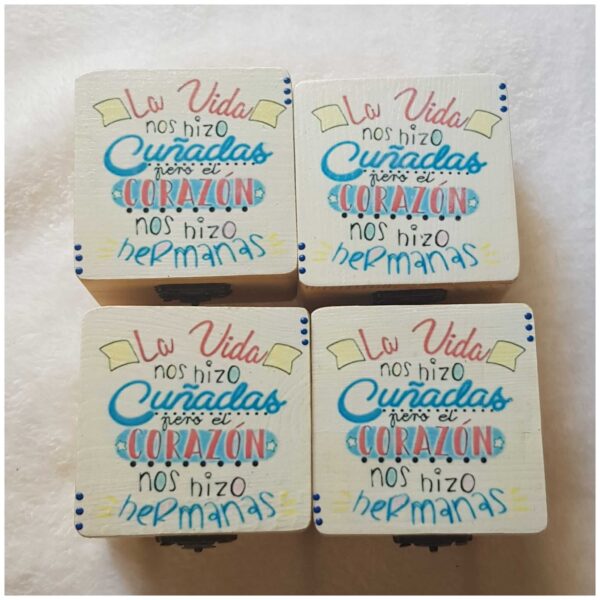 La Vida
nos hizo
Cuñadas
pero el
CORAZÓN
nos hizo
heRmanas
La Vida
nos hizo
Cuñadas
pero el
CORAZÓN
nos hizo
heRmanas
La Vida
nos hizo
Cuñadas
pero el
CORAZÓN
nos hizo
heRmanas
La Vida
nos hizo
Cuñadas
pero el
CORAZÓN
nos hizo
heRmanas